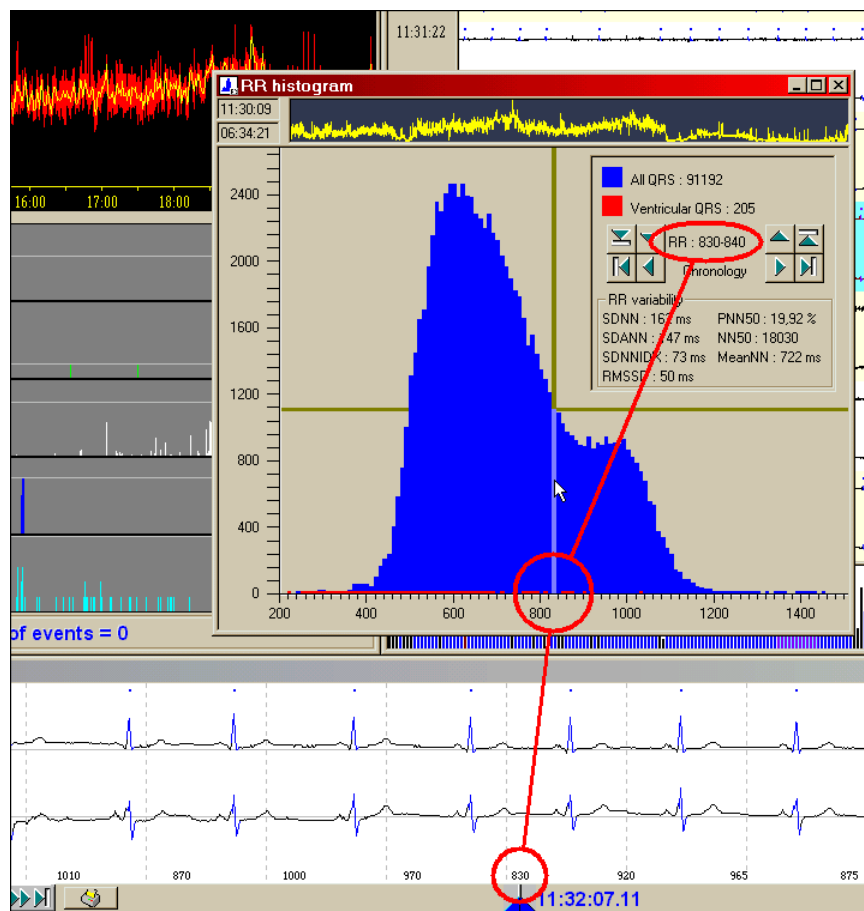 11:31:22
RR histogram
11:30:09
06:34:21
16:00 17:00 18:00
2400
2000
1600
1200
800
400
0
200 400 600 800 1000 1200 1400
All QRS : 91192
Ventricular QRS : 205
RR : 830-840
Chronology
RR variability
SDNN : 162 ms PNN50 : 19,92 %
SDANN : 147 ms NN50 : 18030
SDNNIDX : 73 ms MeanNN : 722 ms
RMSSD : 50 ms
of events = 0
1010 870 1000 970 830 920 965 875
11:32:07.11